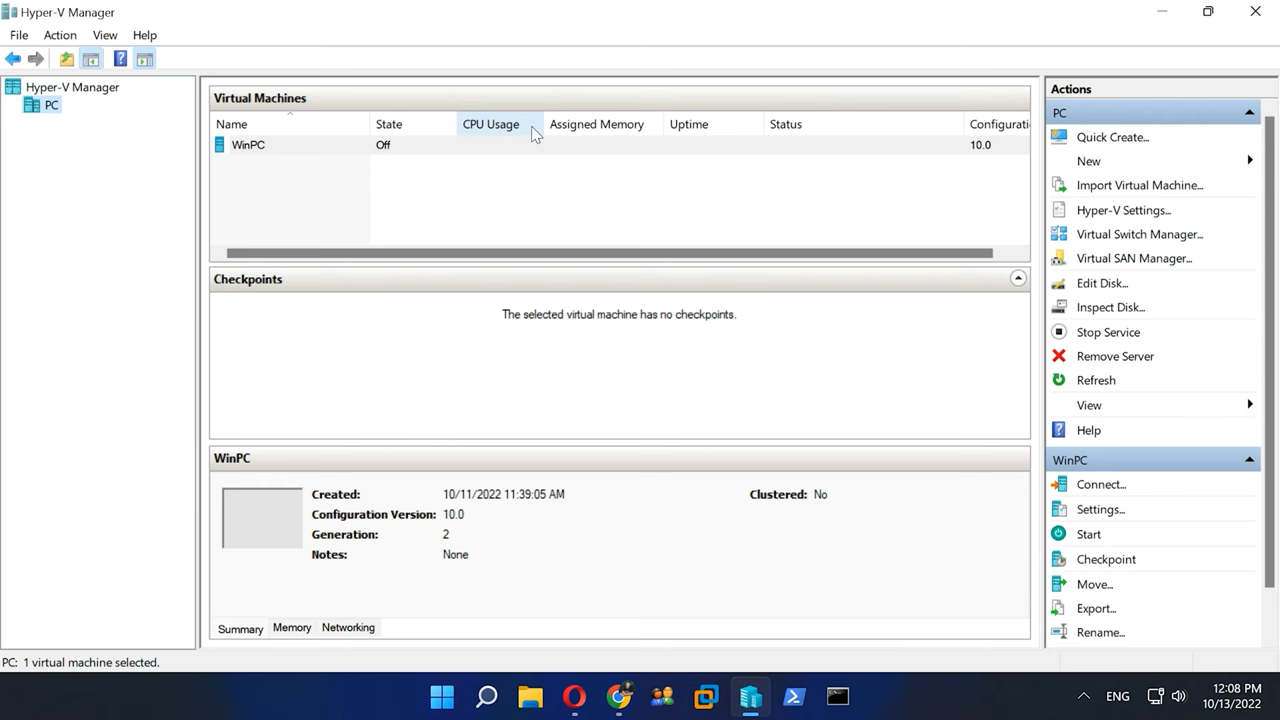 Hyper-V Manager
File Action View Help
Hyper-V Manager
PC
Virtual Machines
Name State CPU Usage Assigned Memory Uptime Status Configurati
WinPC Off 10.0
Checkpoints
The selected virtual machine has no checkpoints.
WinPC
Created: 10/11/2022 11:39:05 AM Clustered: No
Configuration Version: 10.0
Generation: 2
Notes: None
Summary Memory Networking
Actions
PC
Quick Create...
New
Import Virtual Machine...
Hyper-V Settings...
Virtual Switch Manager...
Virtual SAN Manager...
Edit Disk...
Inspect Disk...
Stop Service
Remove Server
Refresh
View
Help
WinPC
Connect...
Settings...
Start
Checkpoint
Move...
Export...
Rename...
PC: 1 virtual machine selected.
ENG
12:08 PM
10/13/2022